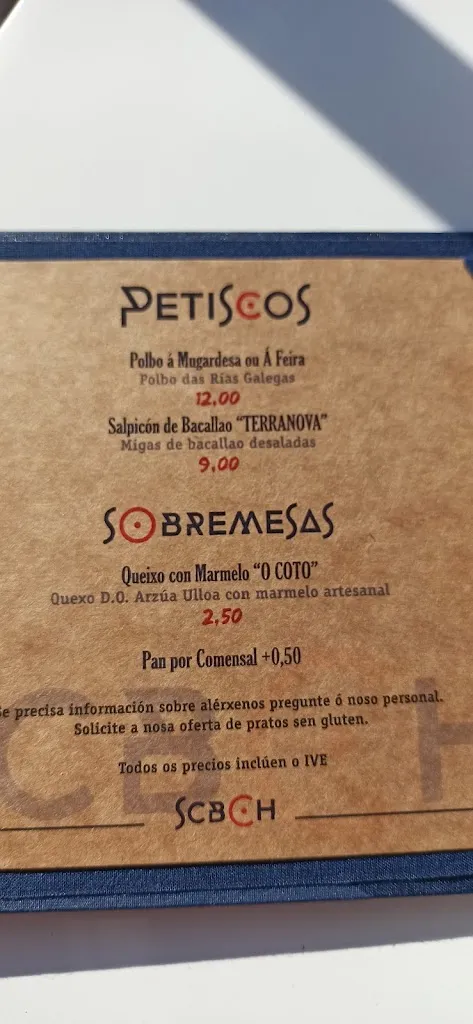 PETISCOS
Polbo á Mugardesa ou Á Feira
Polbo das Rías Galegas
12,00
Salpicón de Bacallao "TERRANOVA"
Migas de bacallao desaladas
9,00
SOBREMESAS
Queixo con Marmelo "O COTO"
Quexo D.O. Arzúa Ulloa con marmelo artesanal
2,50
Pan por Comensal +0,50
Se precisa información sobre alérxenos pregunte ó noso personal.
Solicite a nosa oferta de pratos sen gluten.
Todos os precios inclúen o IVE
SCBCH